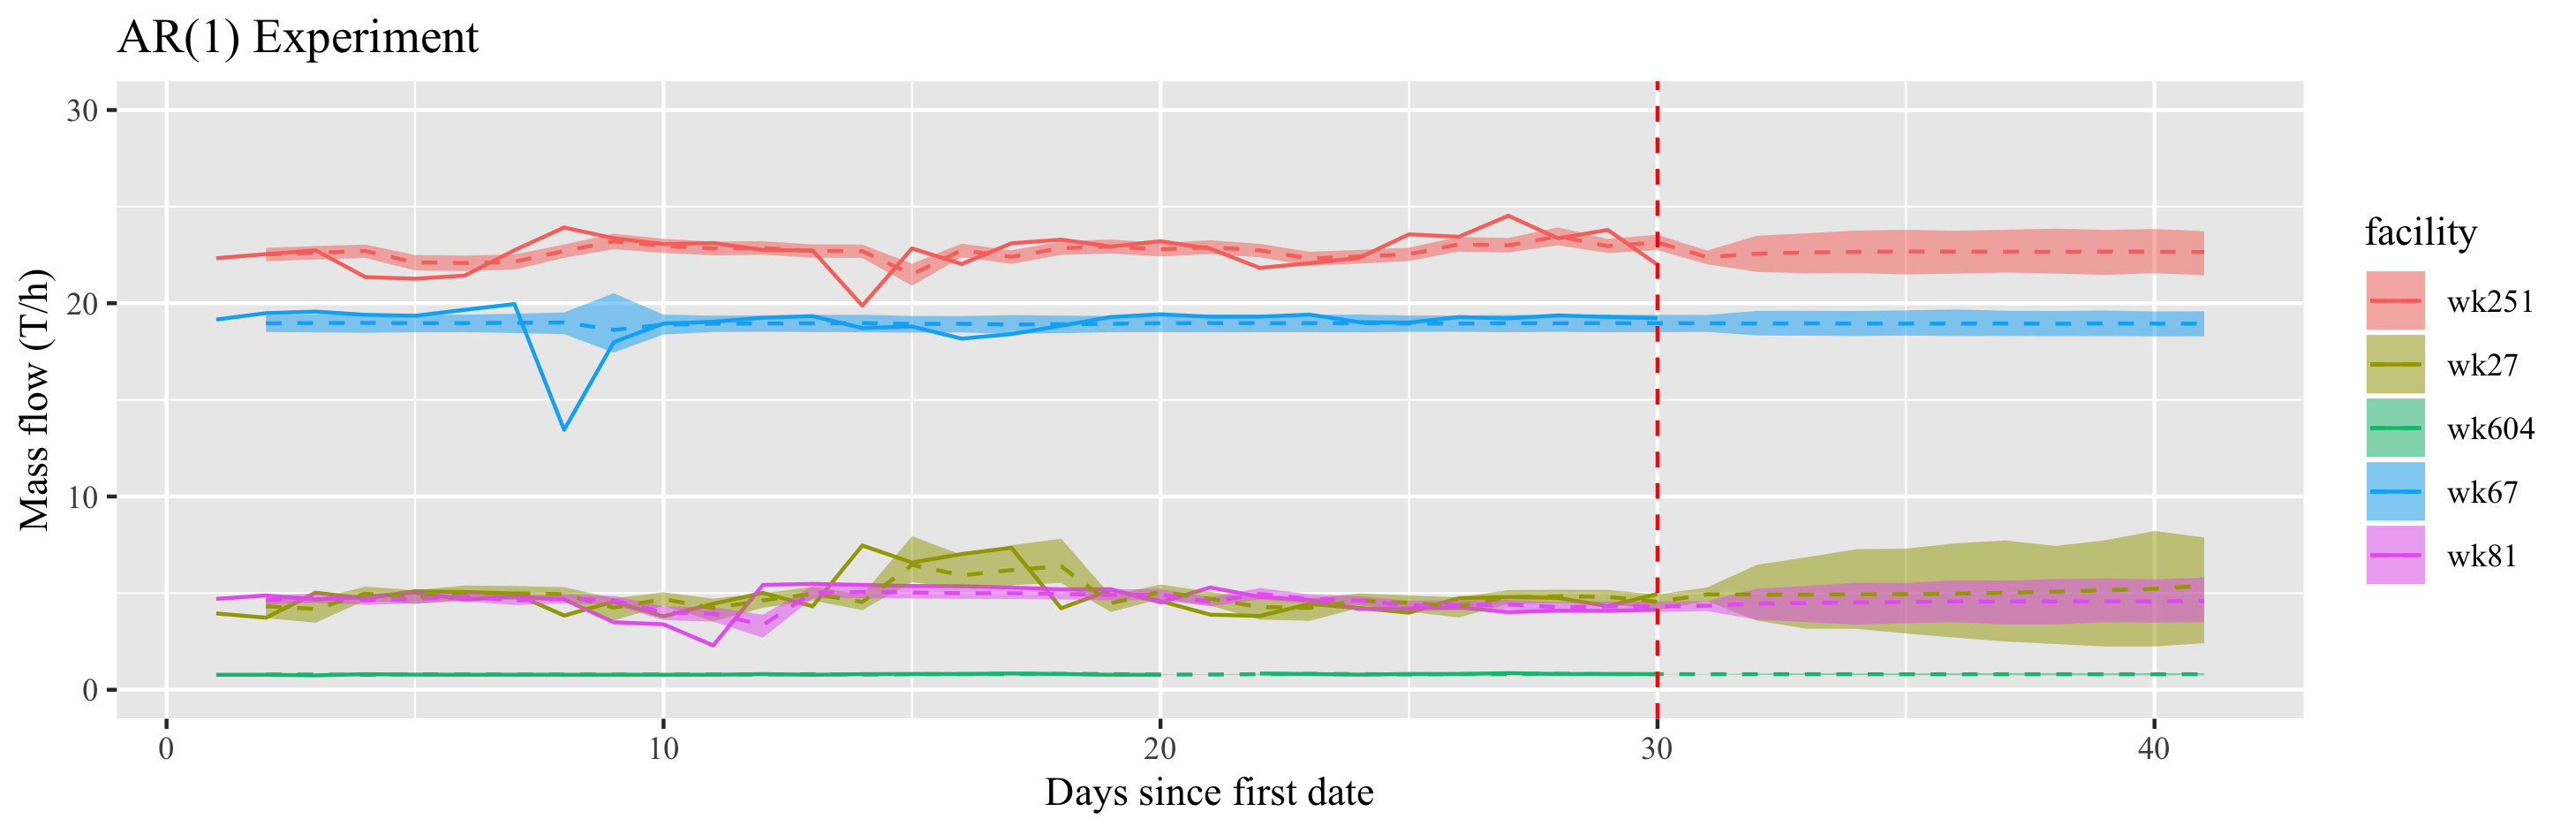 AR(1) Experiment
30
20
10
0
Mass flow (T/h)
0 10 20 30 40
Days since first date
facility
wk251
wk27
wk604
wk67
wk81